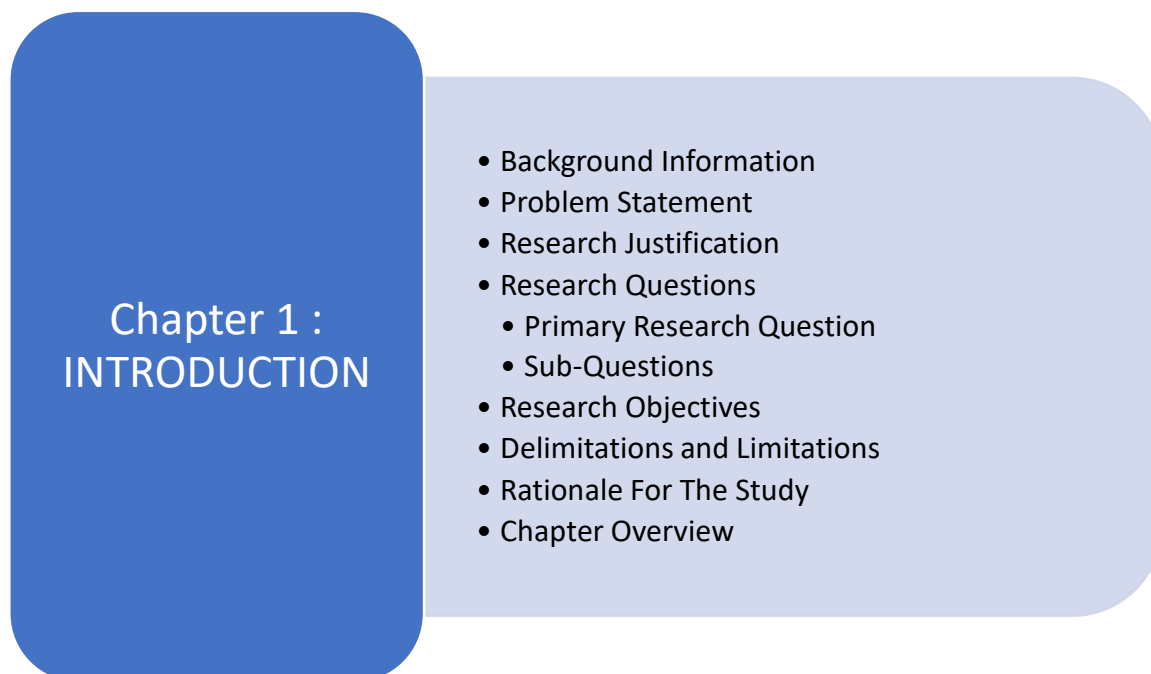 Chapter 1 :
INTRODUCTION
• Background Information
• Problem Statement
• Research Justification
• Research Questions
• Primary Research Question
• Sub-Questions
• Research Objectives
• Delimitations and Limitations
• Rationale For The Study
• Chapter Overview